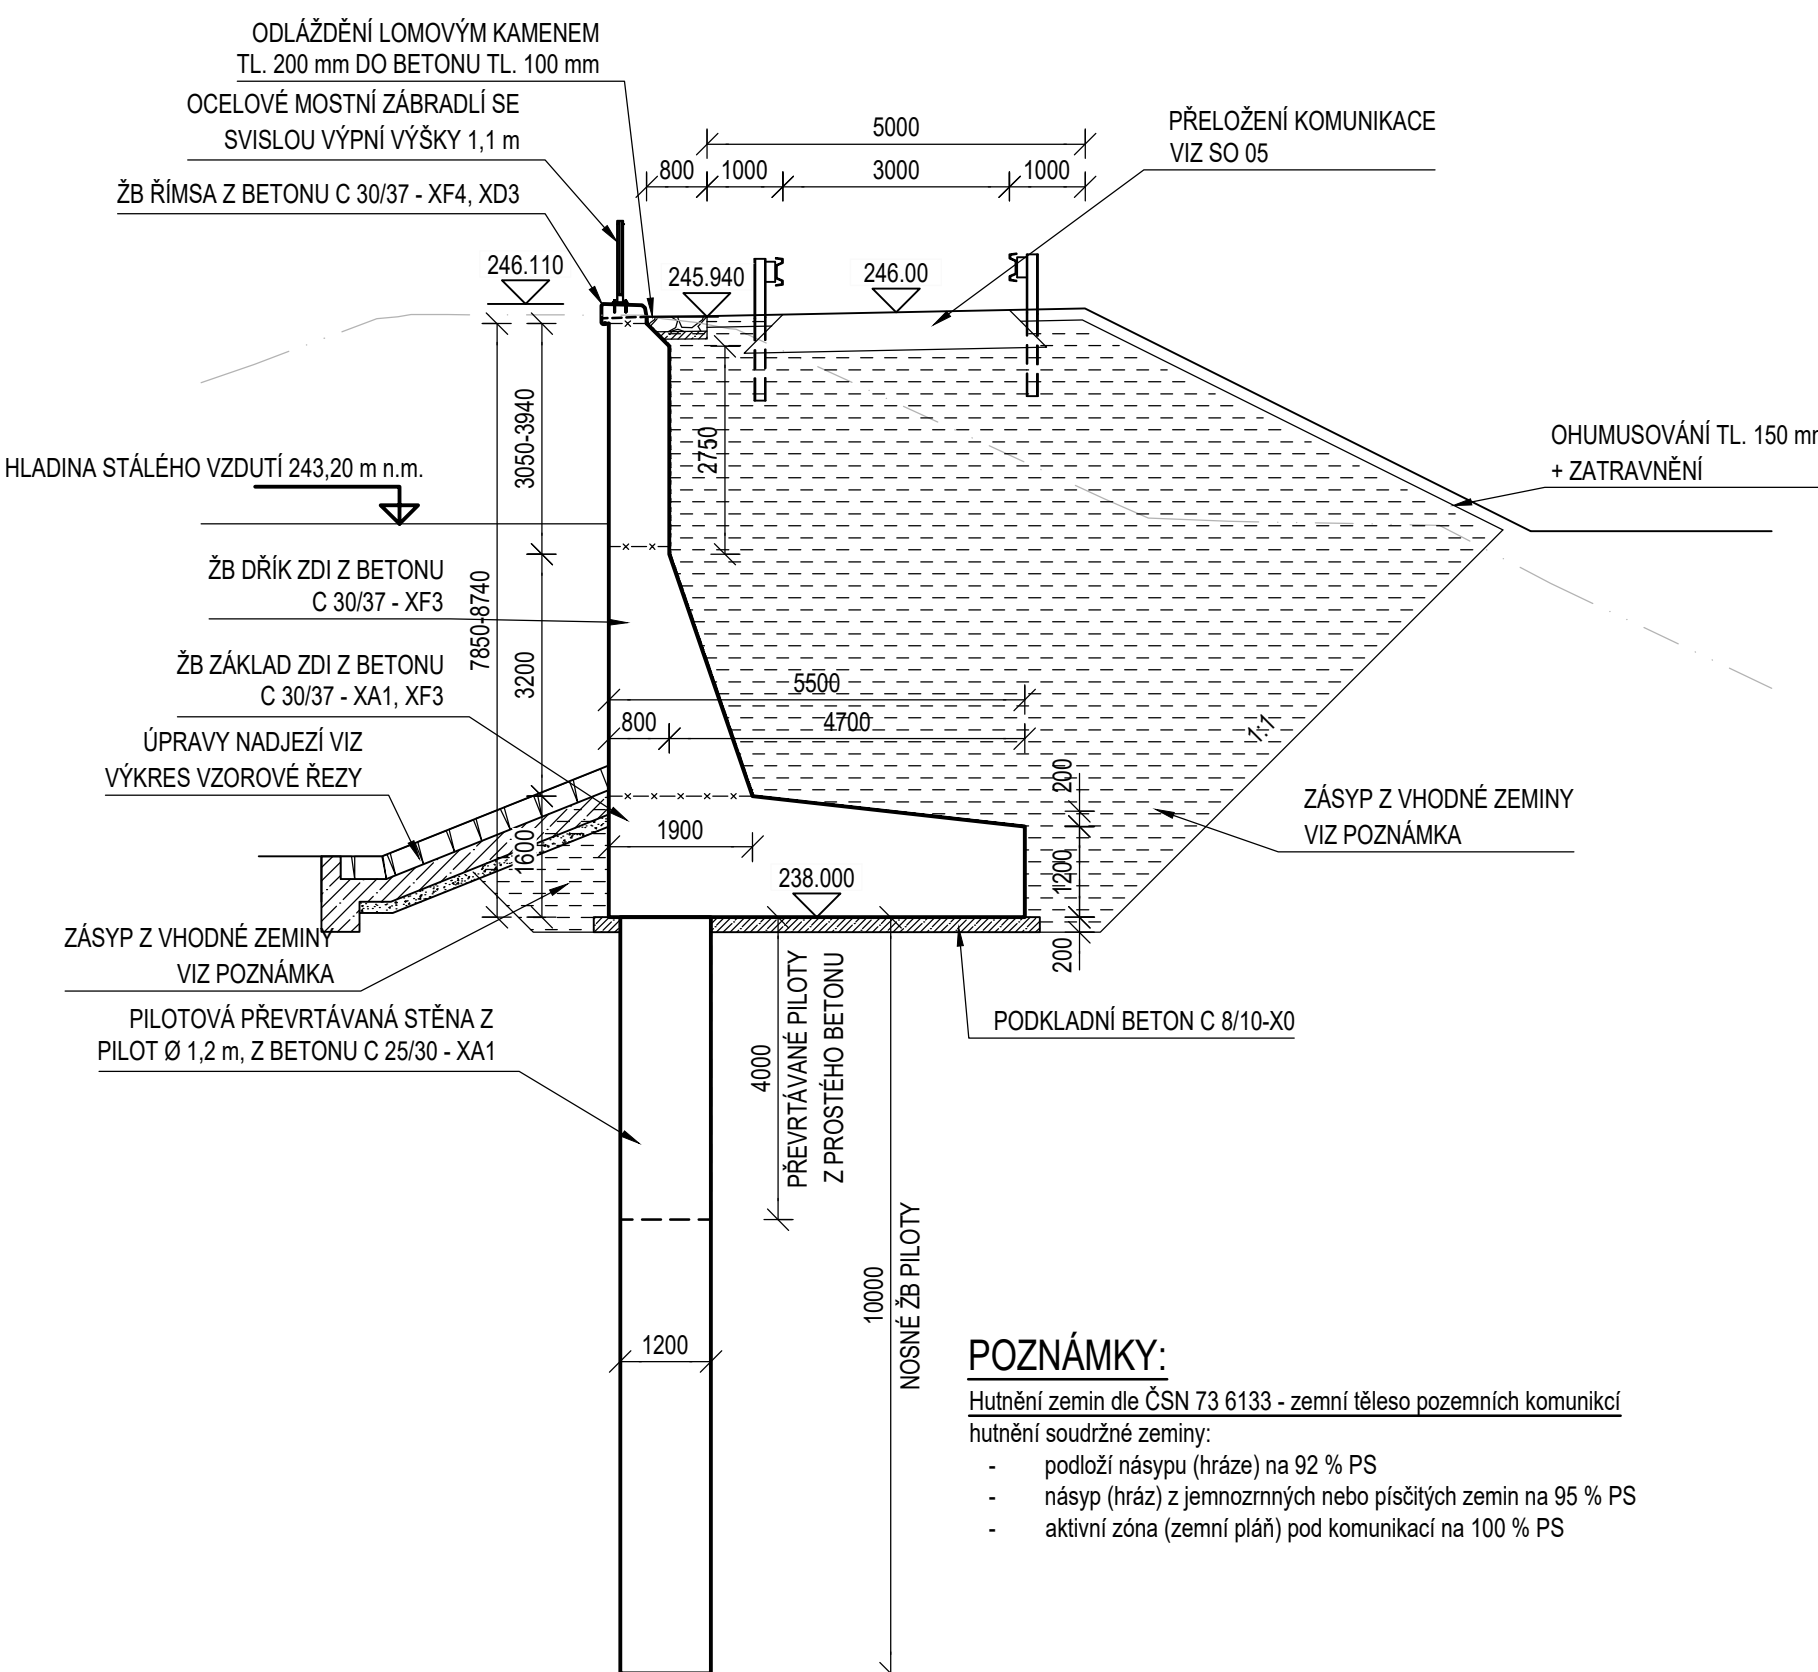 ODLÁŽDĚNÍ LOMOVÝM KAMENEM
TL. 200 mm DO BETONU TL. 100 mm
OCELOVÉ MOSTNÍ ZÁBRADLÍ SE
SVISLOU VÝPNÍ VÝŠKY 1,1 m
ŽB ŘÍMSA Z BETONU C 30/37 - XF4, XD3
5000
800
1000
3000
1000
PŘELOŽENÍ KOMUNIKACE
VIZ SO 05
246.110
245.940
246.00
3050-3940
2750
HLADINA STÁLÉHO VZDUTÍ 243,20 m n.m.
OHUMUSOVÁNÍ TL. 150 mm
+ ZATRAVNĚNÍ
ŽB DŘÍK ZDI Z BETONU
C 30/37 - XF3
7850-8740
3200
ŽB ZÁKLAD ZDI Z BETONU
C 30/37 - XA1, XF3
5500
800
4700
1:1
ÚPRAVY NADJEZÍ VIZ
VÝKRES VZOROVÉ ŘEZY
200
ZÁSYP Z VHODNÉ ZEMINY
VIZ POZNÁMKA
1600
1900
1200
238.000
200
ZÁSYP Z VHODNÉ ZEMINY
VIZ POZNÁMKA
PILOTOVÁ PŘEVRTÁVANÁ STĚNA Z
PILOT Ø 1,2 m, Z BETONU C 25/30 - XA1
PODKLADNÍ BETON C 8/10-X0
4000
PŘEVRTÁVANÉ PILOTY
Z PROSTÉHO BETONU
10000
NOSNÉ ŽB PILOTY
1200
POZNÁMKY:
Hutnění zemin dle ČSN 73 6133 - zemní těleso pozemních komunikcí
hutnění soudržné zeminy:
- podloží násypu (hráze) na 92 % PS
- násyp (hráz) z jemnozrnných nebo písčitých zemin na 95 % PS
- aktivní zóna (zemní pláň) pod komunikací na 100 % PS